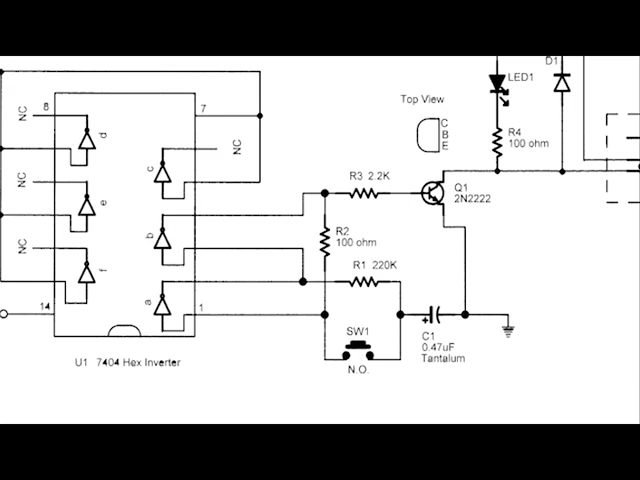 D1
LED1
Top View
C
B
E
R4
100 ohm
NC
8
7
d
NC
c
NC
e
R3 2.2K
Q1
2N2222
b
R2
100 ohm
NC
f
R1 220K
a
14
1
SW1
N.O.
+
C1
0.47uF
Tantalum
U1 7404 Hex Inverter